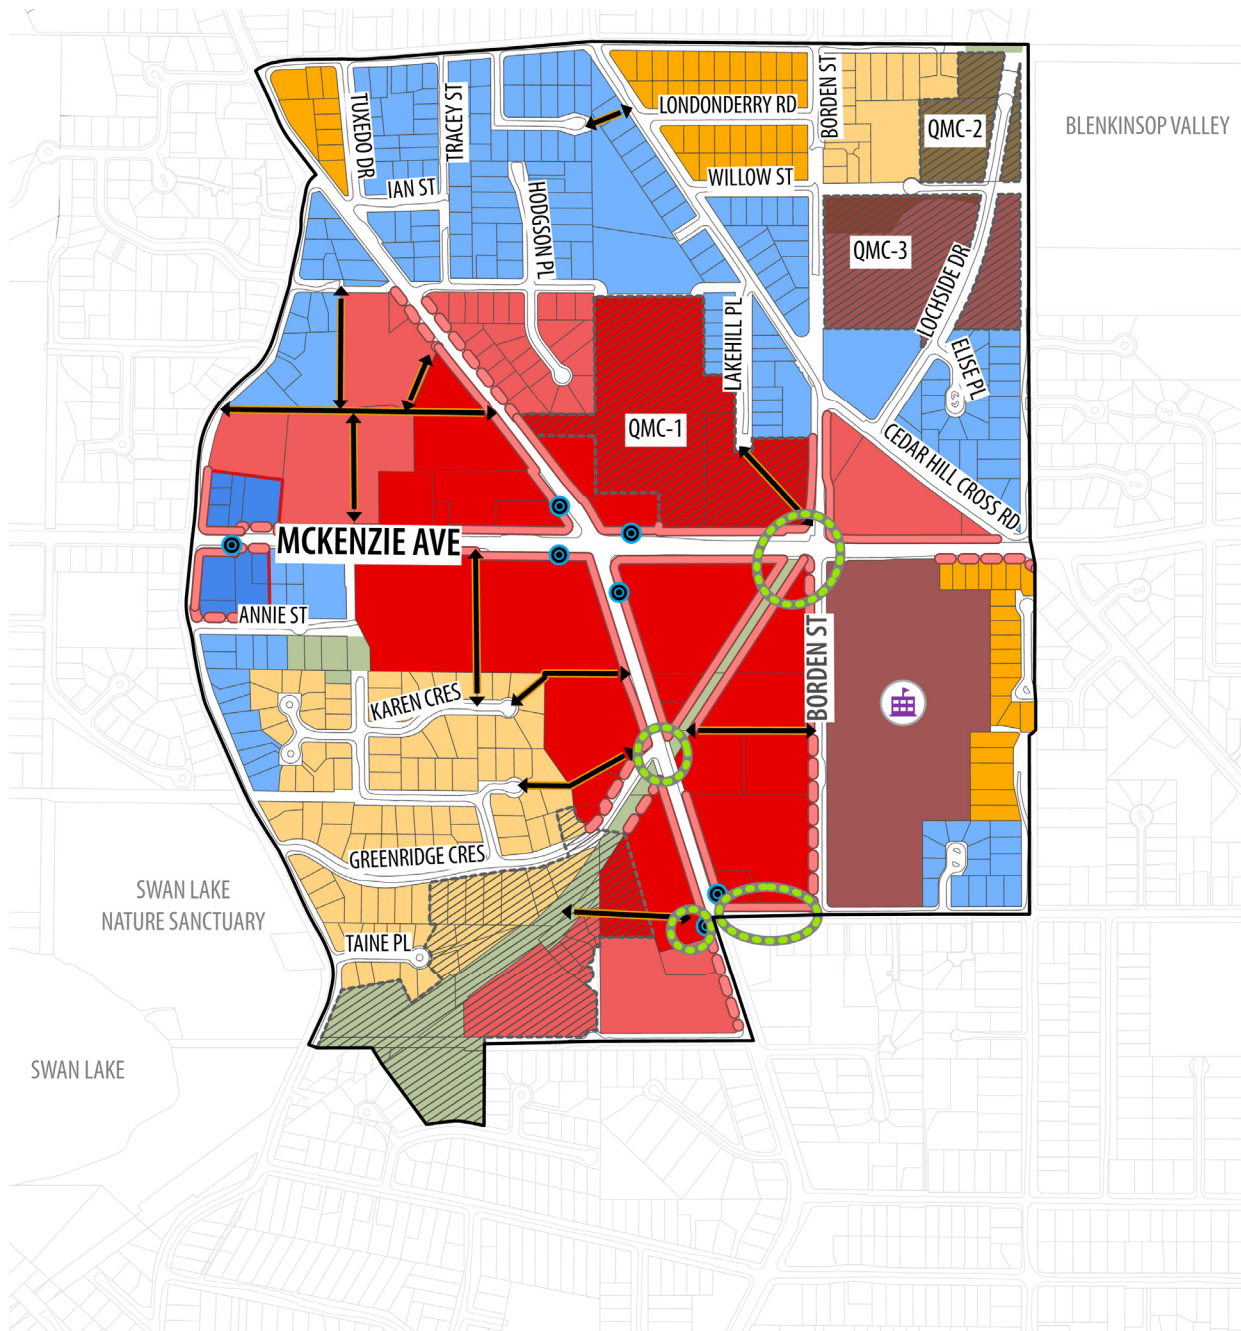 TUXEDO DR
TRACEY ST
LONDONDERRY RD
BORDEN ST
QMC-2
BLENKINSOP VALLEY
IAN ST
WILLOW ST
HODGSON PL
QMC-3
LOCHSIDE DR
LAKEHILL PL
ELISE PL
QMC-1
CEDAR HILL CROSS RD
MCKENZIE AVE
ANNIE ST
BORDEN ST
KAREN CRES
GREENRIDGE CRES
SWAN LAKE
NATURE SANCTUARY
TAINE PL
SWAN LAKE